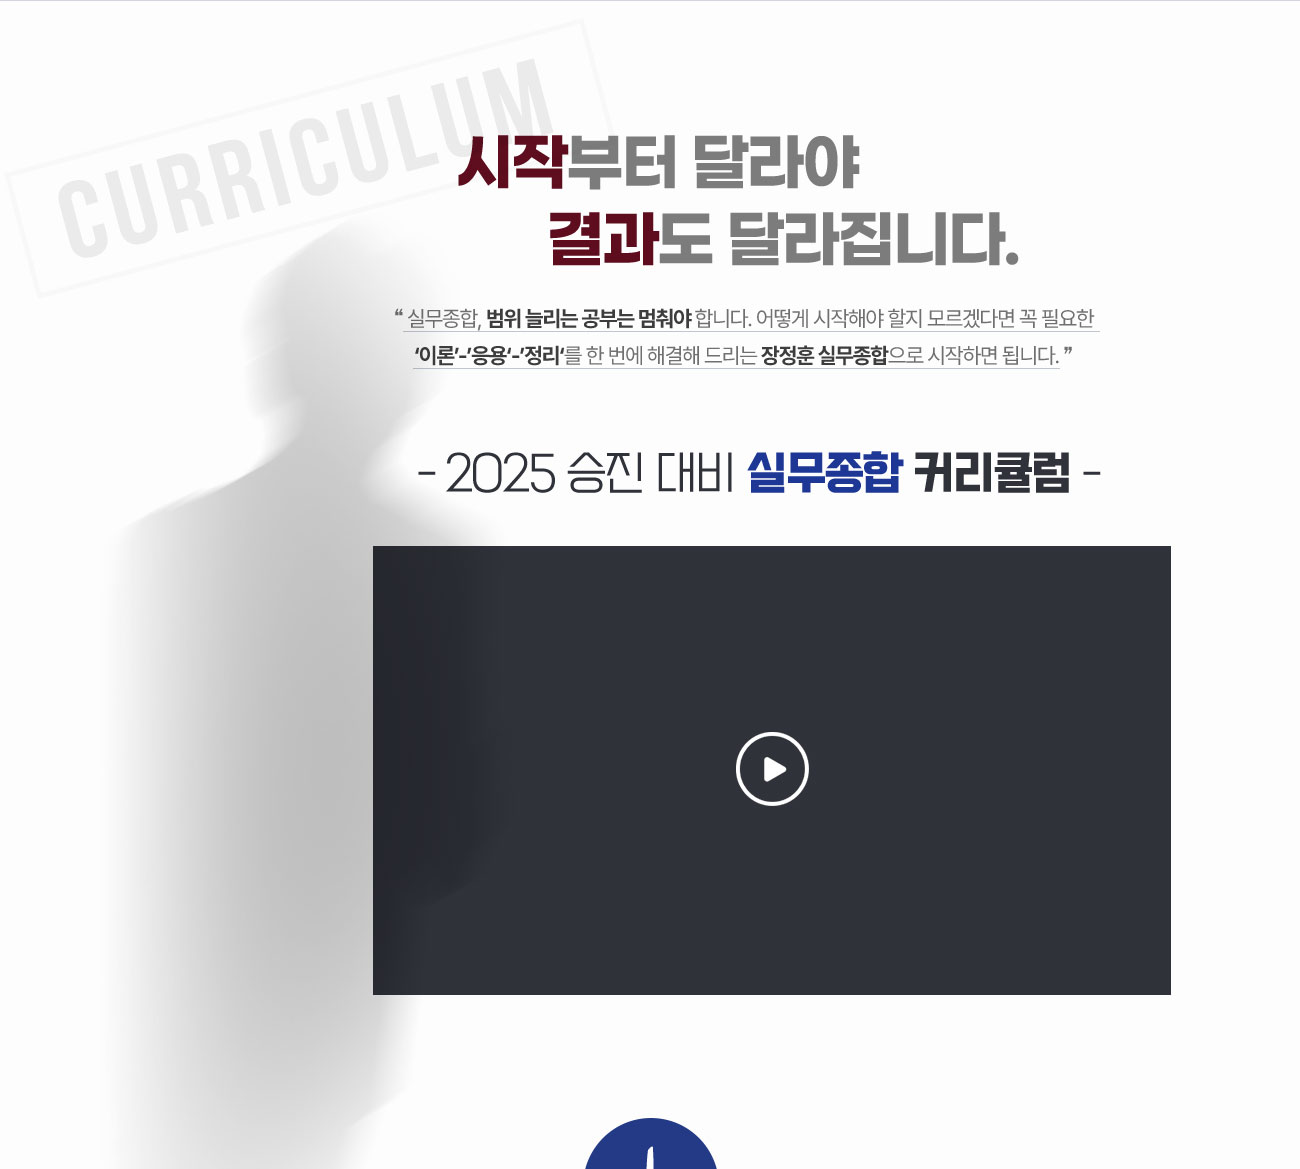 CURRICULUM
시작부터 달라야
결과도 달라집니다.
❝ 실무종합, 범위 늘리는 공부는 멈춰야 합니다. 어떻게 시작해야 할지 모르겠다면 꼭 필요한
‘이론’-’응용‘-’정리‘를 한 번에 해결해 드리는 장정훈 실무종합으로 시작하면 됩니다. ❞
- 2025 승진 대비 실무종합 커리큘럼 -